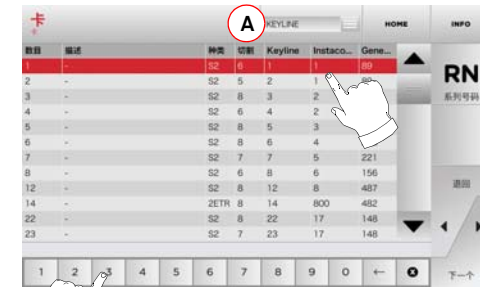 卡
A
KEYLINE
HOME
INFO
数目 描述 种类 切割 Keyline Instaco... Gene...
1 - S2 6 1 1 89
2 - S2 5 2 1
3 - S2 8 3 2
4 - S2 6 4 2
5 - S2 8 5 3
6 - S2 8 6 4
7 - S2 7 7 5 221
8 - S2 6 8 6 156
12 - S2 8 12 8 487
14 - 2ETR 8 14 800 482
22 - S2 8 22 17 148
23 - S2 7 23 17 148
RN
系列号码
退回
下一个
1 2 3 4 5 6 7 8 9 0 ←